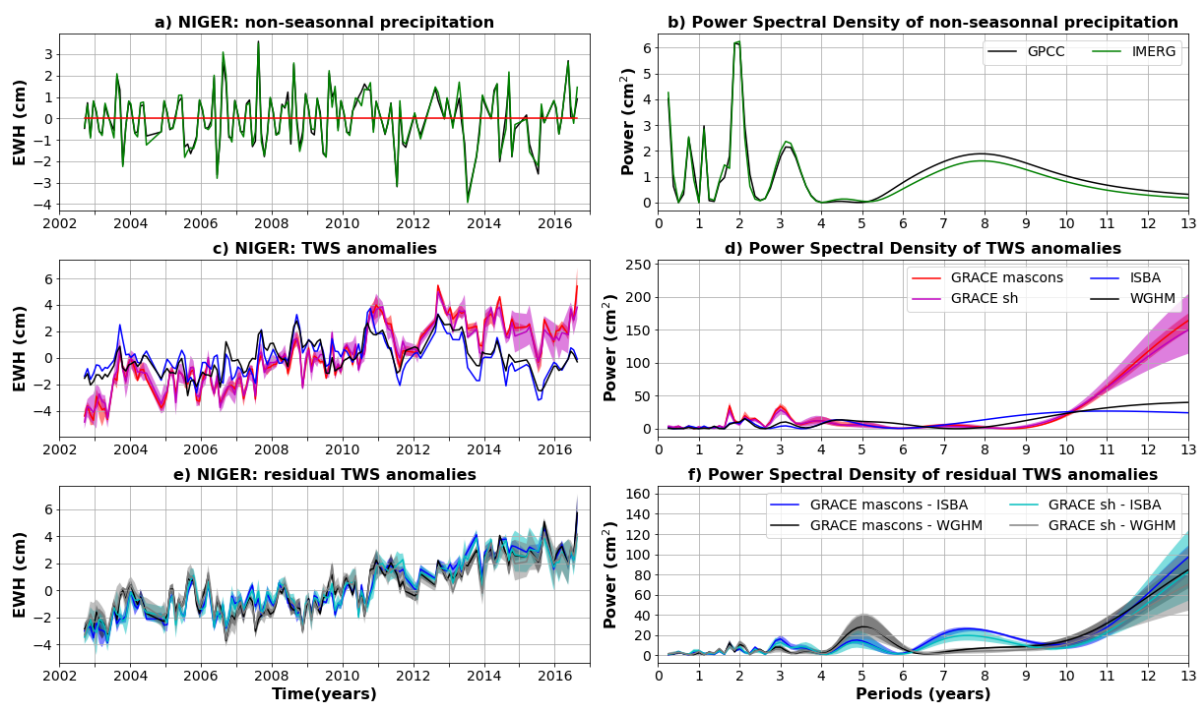 a) NIGER: non-seasonnal precipitation
EWH (cm)
3
2
1
0
−1
−2
−3
−4
2002 2004 2006 2008 2010 2012 2014 2016
b) Power Spectral Density of non-seasonnal precipitation
GPCC IMERG
Power (cm²)
6
5
4
3
2
1
0
0 1 2 3 4 5 6 7 8 9 10 11 12 13
c) NIGER: TWS anomalies
EWH (cm)
6
4
2
0
−2
−4
2002 2004 2006 2008 2010 2012 2014 2016
d) Power Spectral Density of TWS anomalies
GRACE mascons ISBA
GRACE sh WGHM
Power (cm²)
250
200
150
100
50
0
0 1 2 3 4 5 6 7 8 9 10 11 12 13
e) NIGER: residual TWS anomalies
EWH (cm)
6
4
2
0
−2
−4
2002 2004 2006 2008 2010 2012 2014 2016
Time(years)
f) Power Spectral Density of residual TWS anomalies
GRACE mascons - ISBA GRACE sh - ISBA
GRACE mascons - WGHM GRACE sh - WGHM
Power (cm²)
160
140
120
100
80
60
40
20
0
0 1 2 3 4 5 6 7 8 9 10 11 12 13
Periods (years)